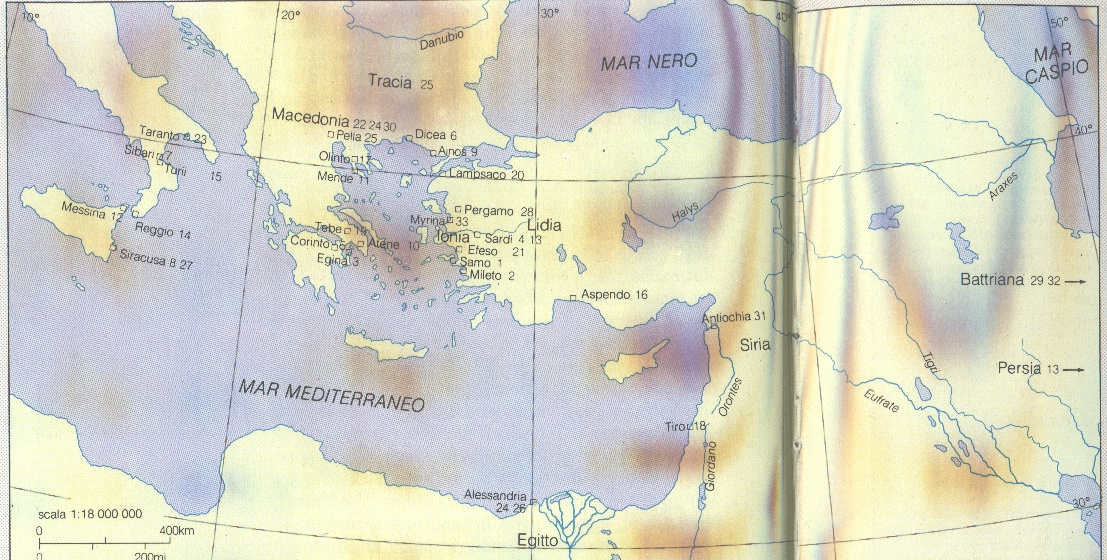 10°
20°
30°
40°
50°
Danubio
MAR NERO
MAR
CASPIO
Tracia 25
Macedonia 22 24 30
Pella 25
Dicea 6
Taranto 9 23
Ainos 9
40°
Sibari 7
Olinto 17
Turii
15
Mende 11
Lampsaco 20
Araxes
Messina 12
Pergamo 28
Halys
Myrina 33
Reggio 14
Tebe 19
Lidia
Ionia
Sardi 4 13
Corinto
Atene 10
Siracusa 8 27
Efeso 21
Egina 3
Samo 1
Mileto 2
Battriana 29 32
Aspendo 16
Antiochia 31
Siria
Tigri
Persia 13
MAR MEDITERRANEO
Orontes
Eufrate
Tiro 18
Giordano
Alessandria
24 26
30°
scala 1:18 000 000
0
400km
Egitto
0
200mi